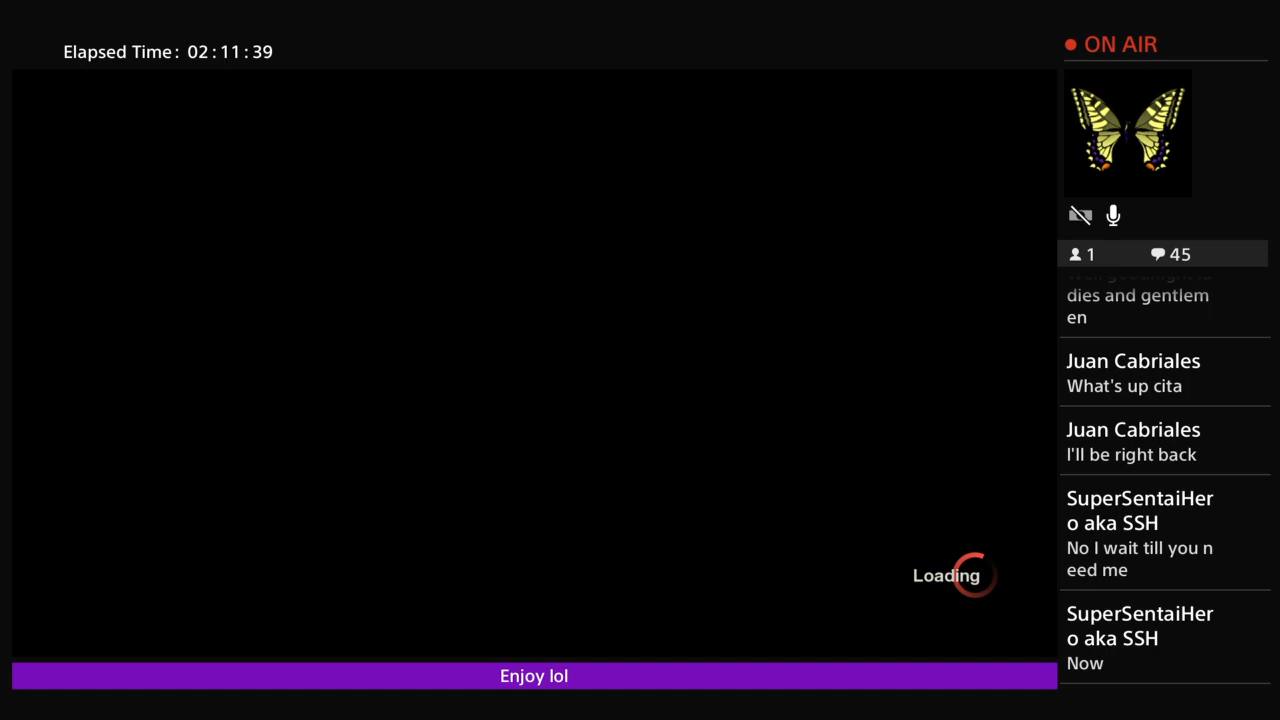 Elapsed Time: 02:11:39
ON AIR
1 45
dies and gentlem
en
Juan Cabriales
What's up cita
Juan Cabriales
I'll be right back
SuperSentaiHer
o aka SSH
No I wait till you n
eed me
SuperSentaiHer
o aka SSH
Now
Loading
Enjoy lol